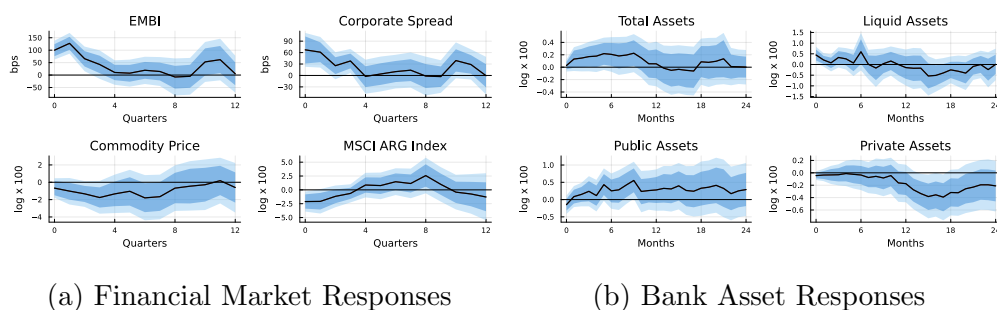 EMBI
Corporate Spread
Total Assets
Liquid Assets
bps
150
100
50
0
−50
0
4
8
12
Quarters
bps
90
60
30
0
−30
0
4
8
12
Quarters
log x 100
0.4
0.2
0.0
−0.2
−0.4
0
6
12
18
24
Months
log x 100
1.5
1.0
0.5
0.0
−0.5
−1.0
−1.5
0
6
12
18
24
Months
Commodity Price
MSCI ARG Index
Public Assets
Private Assets
log x 100
2
0
−2
−4
0
4
8
12
Quarters
log x 100
5.0
2.5
0.0
−2.5
−5.0
0
4
8
12
Quarters
log x 100
1.0
0.5
0.0
−0.5
0
6
12
18
24
Months
log x 100
0.2
0.0
−0.2
−0.4
−0.6
0
6
12
18
24
Months
(a) Financial Market Responses
(b) Bank Asset Responses